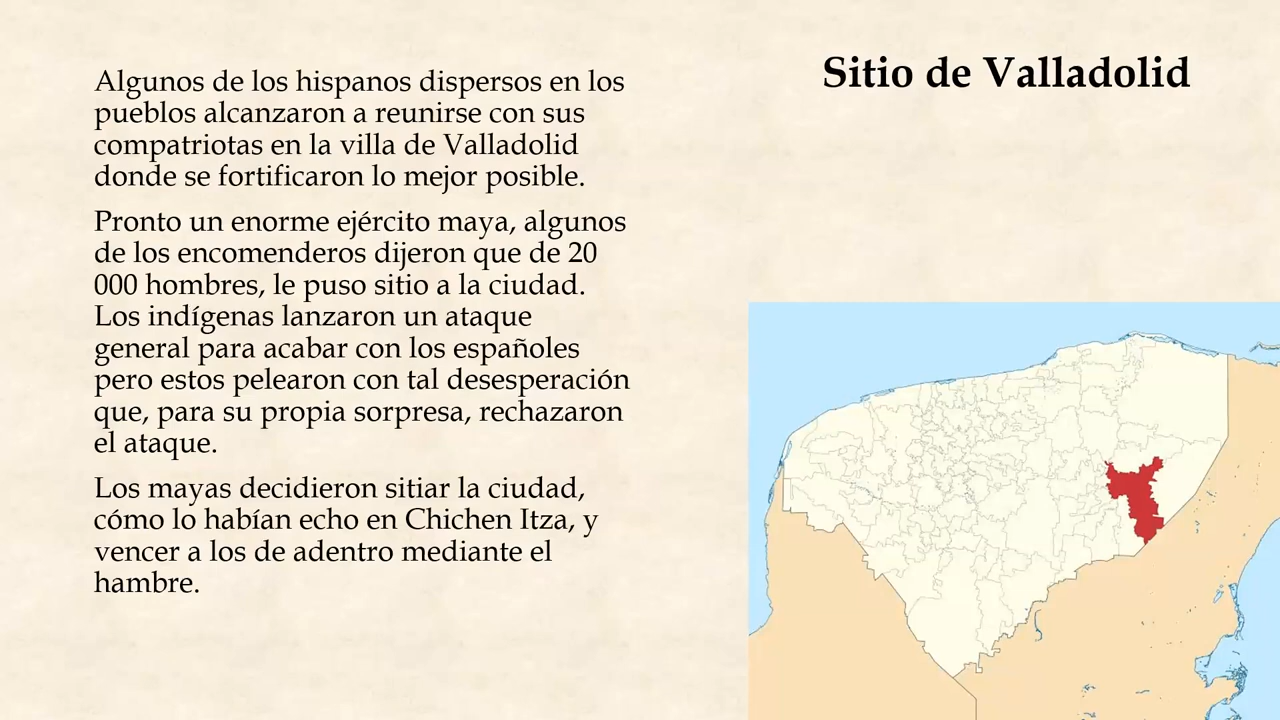 Sitio de Valladolid
Algunos de los hispanos dispersos en los
pueblos alcanzaron a reunirse con sus
compatriotas en la villa de Valladolid
donde se fortificaron lo mejor posible.
Pronto un enorme ejército maya, algunos
de los encomenderos dijeron que de 20
000 hombres, le puso sitio a la ciudad.
Los indígenas lanzaron un ataque
general para acabar con los españoles
pero estos pelearon con tal desesperación
que, para su propia sorpresa, rechazaron
el ataque.
Los mayas decidieron sitiar la ciudad,
cómo lo habían echo en Chichen Itza, y
vencer a los de adentro mediante el
hambre.